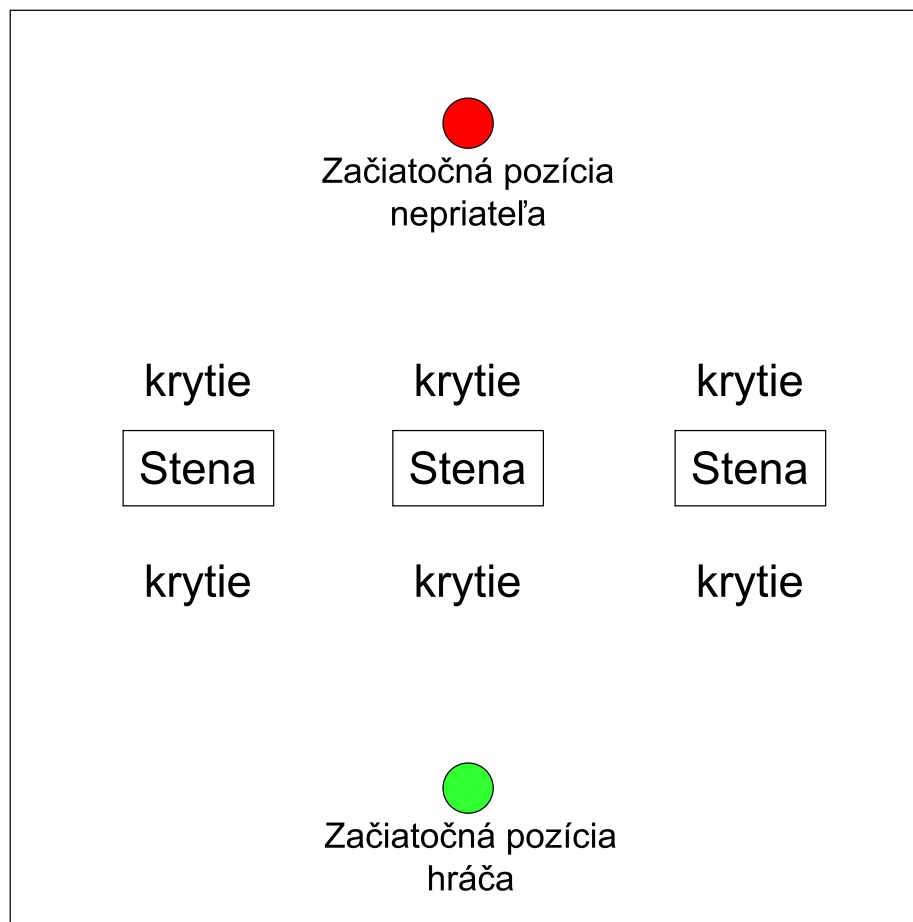 Začiatočná pozícia
nepriateľa
krytie krytie krytie
Stena Stena Stena
krytie krytie krytie
Začiatočná pozícia
hráča